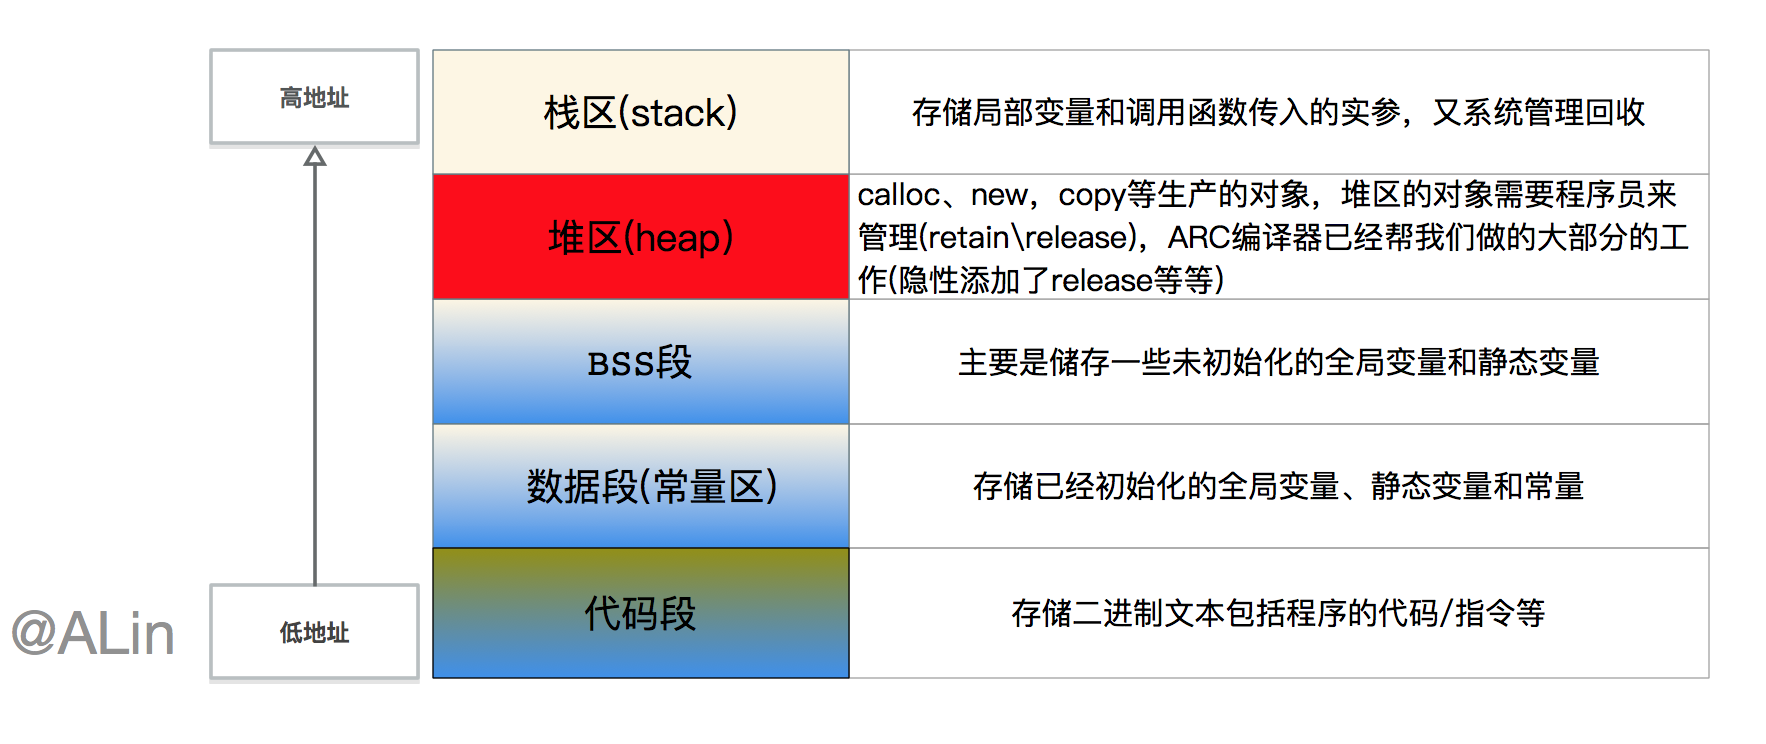 高地址
栈区(stack)
存储局部变量和调用函数传入的实参，又系统管理回收
堆区(heap)
calloc、new，copy等生产的对象，堆区的对象需要程序员来
管理(retain\release)，ARC编译器已经帮我们做的大部分的工
作(隐性添加了release等等)
BSS段
主要是储存一些未初始化的全局变量和静态变量
数据段(常量区)
存储已经初始化的全局变量、静态变量和常量
代码段
存储二进制文本包括程序的代码/指令等
低地址
@ALin